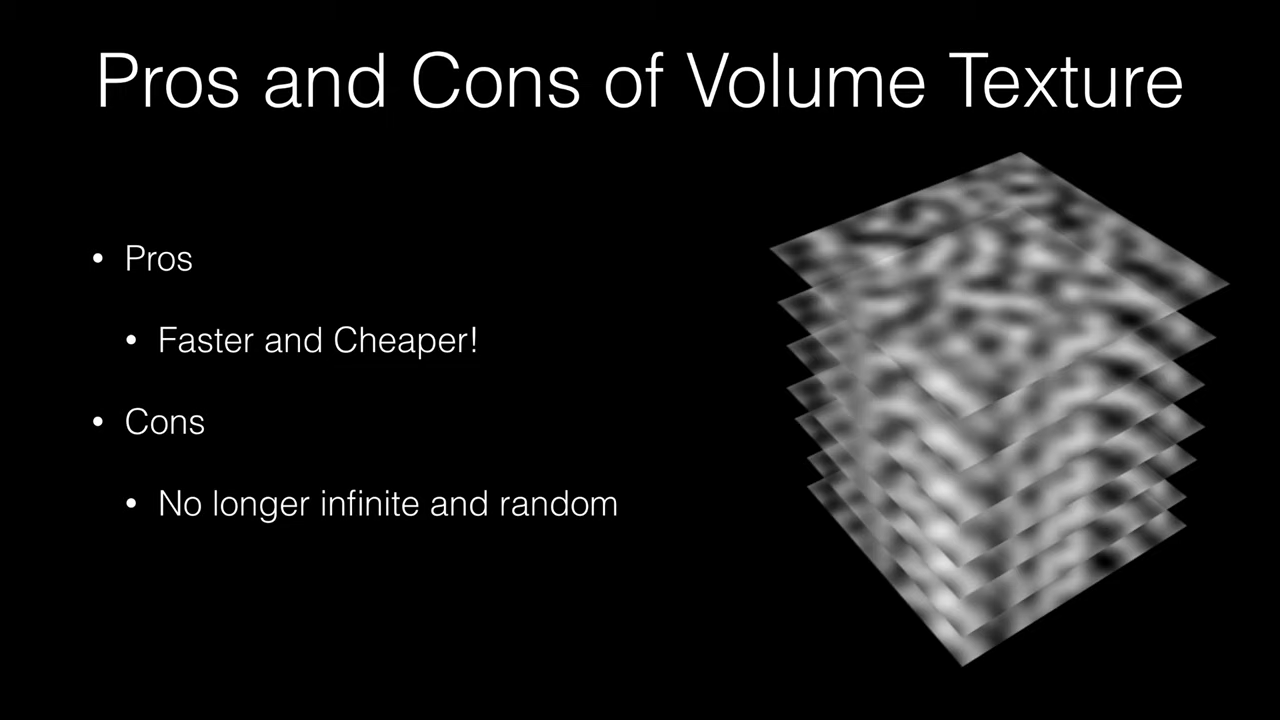 Pros and Cons of Volume Texture
• Pros
• Faster and Cheaper!
• Cons
• No longer infinite and random